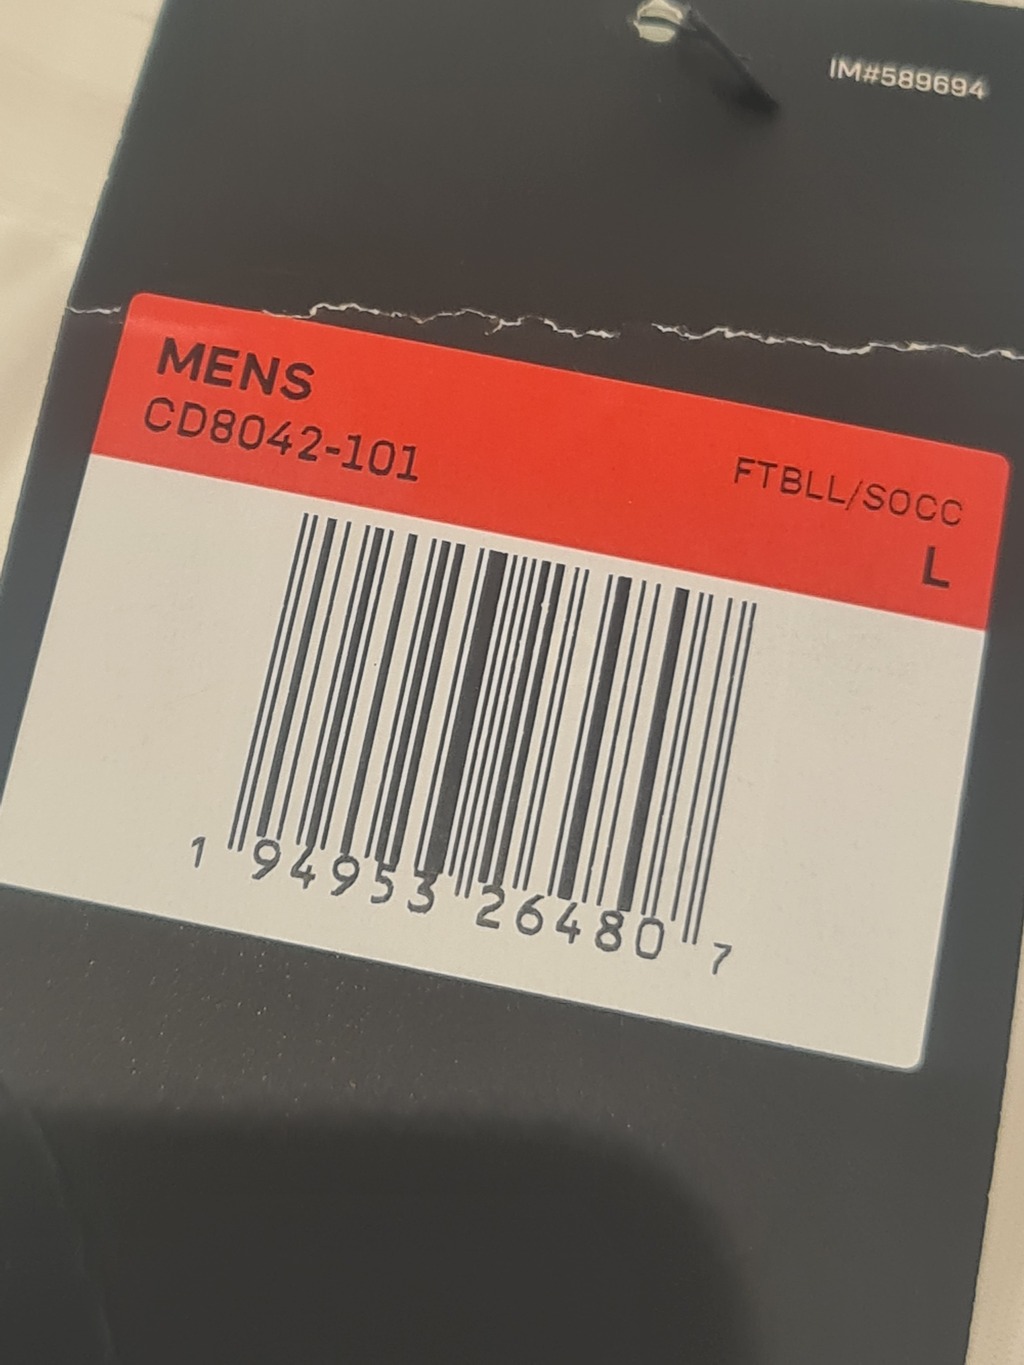 IM#589694
MENS
CD8042-101
FTBLL/SOCC
L
1 94953 26480 7